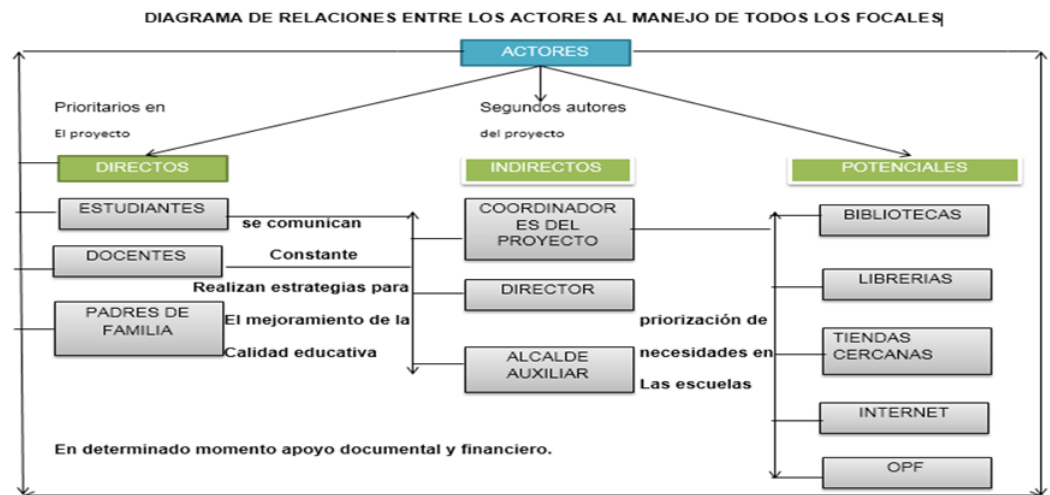 DIAGRAMA DE RELACIONES ENTRE LOS ACTORES AL MANEJO DE TODOS LOS FOCALES
ACTORES
Prioritarios en
El proyecto
Segundos autores
del proyecto
DIRECTOS
INDIRECTOS
POTENCIALES
ESTUDIANTES
DOCENTES
PADRES DE
FAMILIA
se comunican
Constante
Realizan estrategias para
El mejoramiento de la
Calidad educativa
COORDINADOR
ES DEL
PROYECTO
DIRECTOR
ALCALDE
AUXILIAR
priorización de
necesidades en
Las escuelas
BIBLIOTECAS
LIBRERIAS
TIENDAS
CERCANAS
INTERNET
OPF
En determinado momento apoyo documental y financiero.